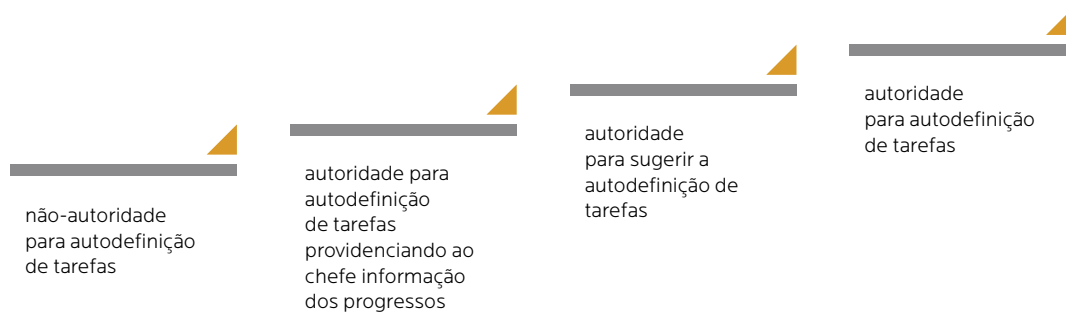 não-autoridade
para autodefinição
de tarefas
autoridade para
autodefinição
de tarefas
providenciando ao
chefe informação
dos progressos
autoridade
para sugerir a
autodefinição de
tarefas
autoridade
para autodefinição
de tarefas